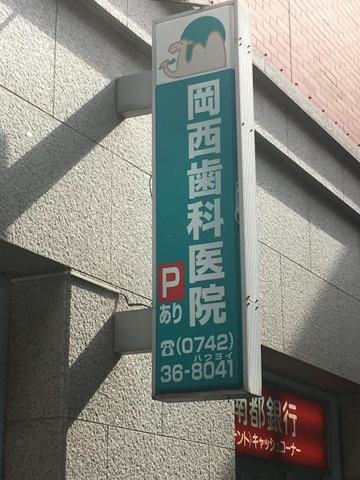 岡西歯科医院
P
あり
☎(0742)
ハワヨイ
36-8041
南都銀行
キャッシュコーナー